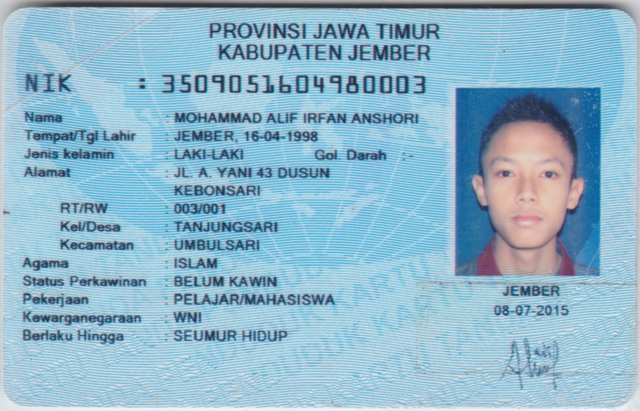 PROVINSI JAWA TIMUR
KABUPATEN JEMBER
NIK : 3509051604980003
Nama : MOHAMMAD ALIF IRFAN ANSHORI
Tempat/Tgl Lahir : JEMBER, 16-04-1998
Jenis kelamin : LAKI-LAKI Gol. Darah : -
Alamat : JL. A. YANI 43 DUSUN
KEBONSARI
RT/RW : 003/001
Kel/Desa : TANJUNGSARI
Kecamatan : UMBULSARI
Agama : ISLAM
Status Perkawinan : BELUM KAWIN
Pekerjaan : PELAJAR/MAHASISWA
Kewarganegaraan : WNI
Berlaku Hingga : SEUMUR HIDUP
JEMBER
08-07-2015